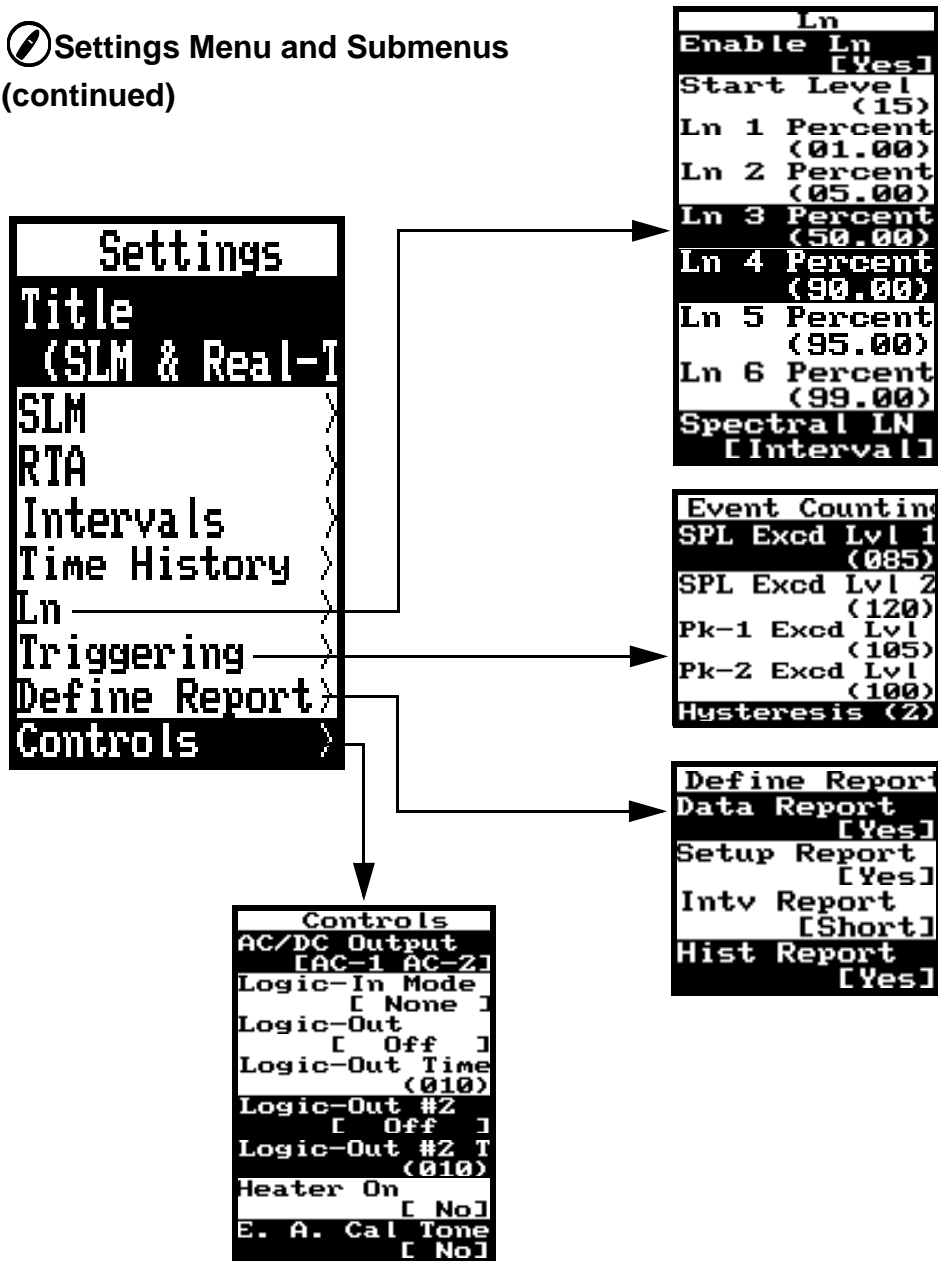 Settings Menu and Submenus
(continued)
Settings
Title
(SLM & Real-T
SLM >
RTA >
Intervals >
Time History >
Ln >
Triggering >
Define Report >
Controls >
Ln
Enable Ln
[Yes]
Start Level
(15)
Ln 1 Percent
(01.00)
Ln 2 Percent
(05.00)
Ln 3 Percent
(50.00)
Ln 4 Percent
(90.00)
Ln 5 Percent
(95.00)
Ln 6 Percent
(99.00)
Spectral LN
[Interval]
Event Counting
SPL Excd Lvl 1
(085)
SPL Excd Lvl 2
(120)
Pk-1 Excd Lvl
(105)
Pk-2 Excd Lvl
(100)
Hysteresis (2)
Define Report
Data Report
[Yes]
Setup Report
[Yes]
Intv Report
[Short]
Hist Report
[Yes]
Controls
AC/DC Output
[AC-1 AC-2]
Logic-In Mode
[ None ]
Logic-Out
[ Off ]
Logic-Out Time
(010)
Logic-Out #2
[ Off ]
Logic-Out #2 T
(010)
Heater On
[ No]
E. A. Cal Tone
[ No]